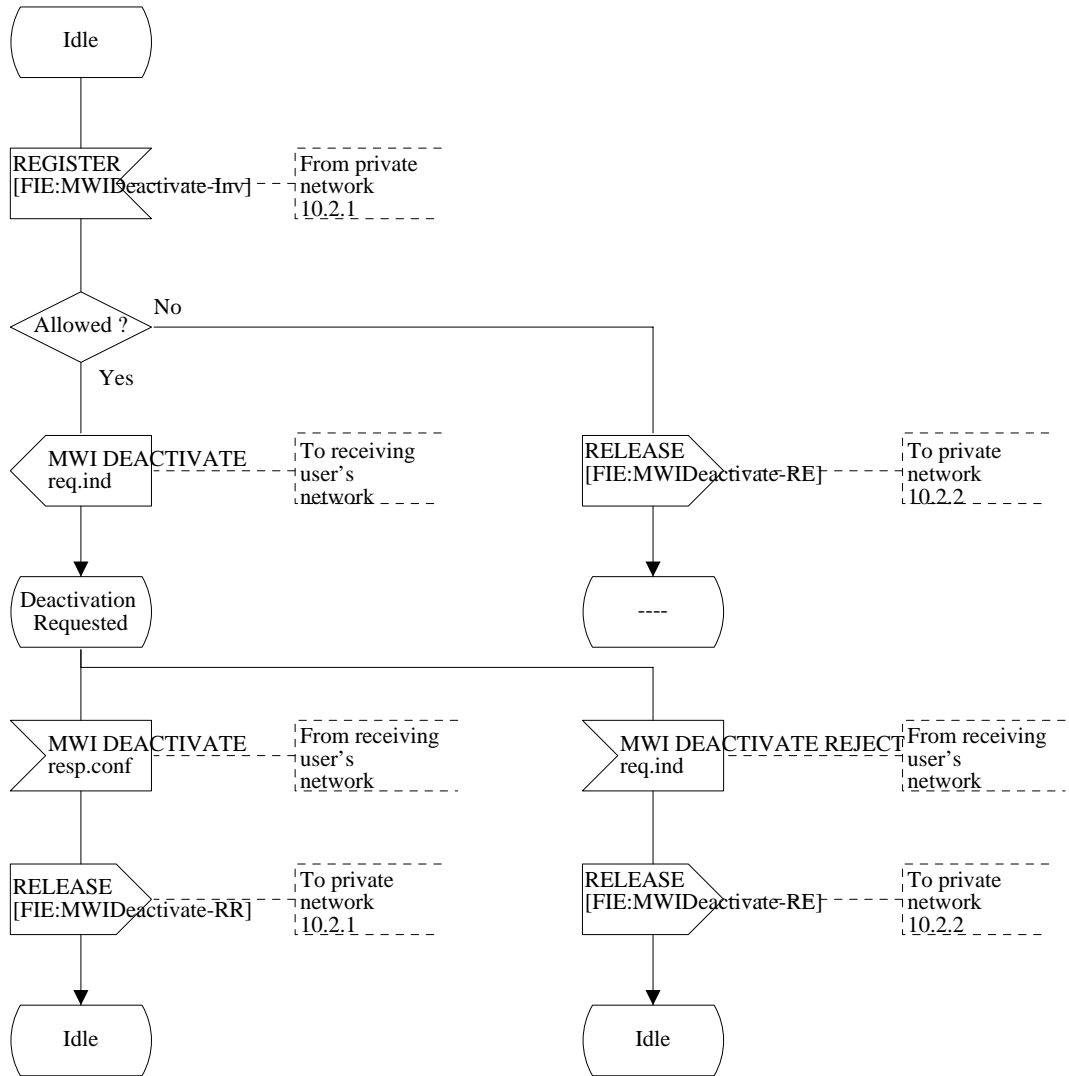 Idle
REGISTER
[FIE:MWIDeactivate-Inv]
From private
network
10.2.1
Allowed ?
No
Yes
MWI DEACTIVATE
req.ind
To receiving
user's
network
RELEASE
[FIE:MWIDeactivate-RE]
To private
network
10.2.2
Deactivation
Requested
----
MWI DEACTIVATE
resp.conf
From receiving
user's
network
MWI DEACTIVATE REJECT
req.ind
From receiving
user's
network
RELEASE
[FIE:MWIDeactivate-RR]
To private
network
10.2.1
RELEASE
[FIE:MWIDeactivate-RE]
To private
network
10.2.2
Idle
Idle